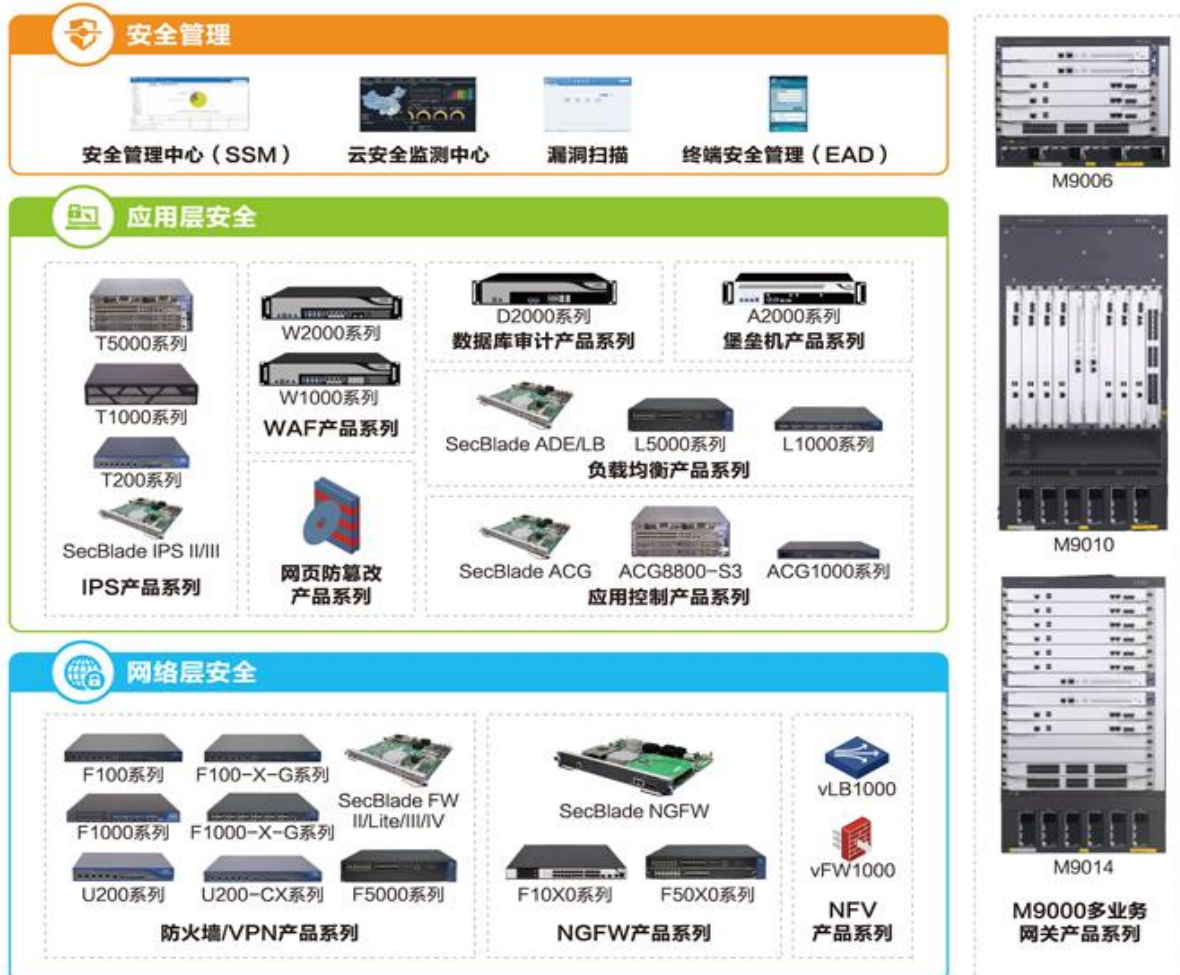 安全管理
安全管理中心（SSM）
云安全监测中心
漏洞扫描
终端安全管理（EAD）
应用层安全
T5000系列
T1000系列
T200系列
SecBlade IPS II/III
IPS产品系列
W2000系列
W1000系列
WAF产品系列
网页防篡改
产品系列
D2000系列
数据库审计产品系列
A2000系列
堡垒机产品系列
SecBlade ADE/LB
L5000系列
L1000系列
负载均衡产品系列
SecBlade ACG
ACG8800-S3
ACG1000系列
应用控制产品系列
网络层安全
F100系列
F100-X-G系列
SecBlade FW
II/Lite/III/IV
F1000系列
F1000-X-G系列
U200系列
U200-CX系列
F5000系列
防火墙/VPN产品系列
SecBlade NGFW
F10X0系列
F50X0系列
NGFW产品系列
vLB1000
vFW1000
NFV
产品系列
M9006
M9010
M9014
M9000多业务
网关产品系列